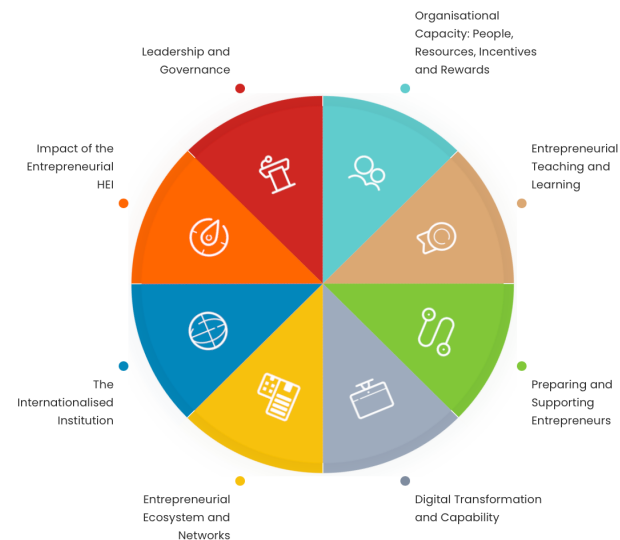 Organisational
Capacity: People,
Resources, Incentives
and Rewards
Leadership and
Governance
Impact of the
Entrepreneurial
HEI
Entrepreneurial
Teaching and
Learning
The
Internationalised
Institution
Preparing and
Supporting
Entrepreneurs
Entrepreneurial
Ecosystem and
Networks
Digital Transformation
and Capability